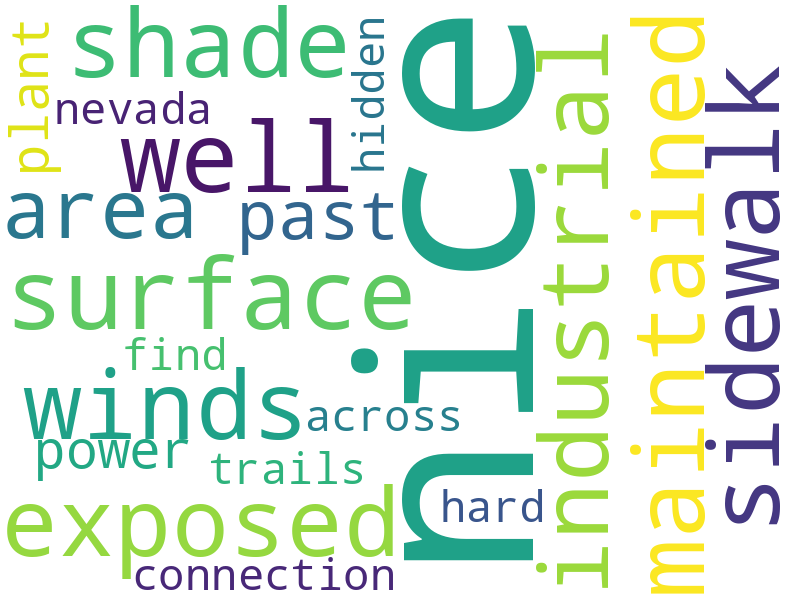 shade
plant
nevada
hidden
well
area
past
surface
find
winds
across
power
trails
exposed
hard
connection
nice
industrial
maintained
sidewalk